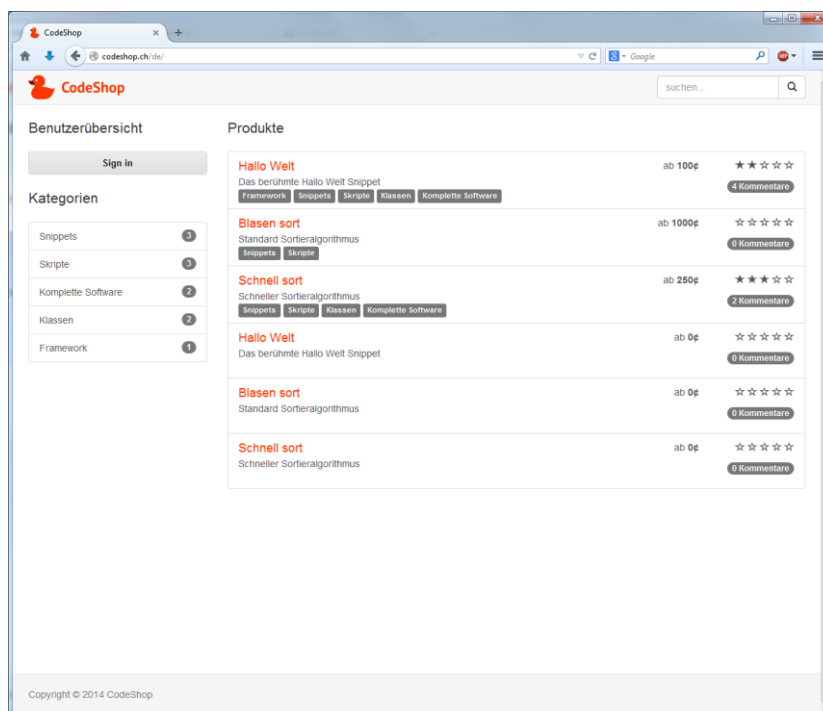 CodeShop
codeshop.ch/de/
Google
CodeShop
suchen...
Benutzerübersicht
Sign in
Kategorien
Snippets 3
Skripte 3
Komplette Software 2
Klassen 2
Framework 1
Produkte
Hallo Welt ab 100¢ ★★☆☆☆
Das berühmte Hallo Welt Snippet 4 Kommentare
Framework Snippets Skripte Klassen Komplette Software
Blasen sort ab 1000¢ ☆☆☆☆☆
Standard Sortieralgorithmus 0 Kommentare
Snippets Skripte
Schnell sort ab 250¢ ★★★☆☆
Schneller Sortieralgorithmus 2 Kommentare
Snippets Skripte Klassen Komplette Software
Hallo Welt ab 0¢ ☆☆☆☆☆
Das berühmte Hallo Welt Snippet 0 Kommentare
Blasen sort ab 0¢ ☆☆☆☆☆
Standard Sortieralgorithmus 0 Kommentare
Schnell sort ab 0¢ ☆☆☆☆☆
Schneller Sortieralgorithmus 0 Kommentare
Copyright © 2014 CodeShop